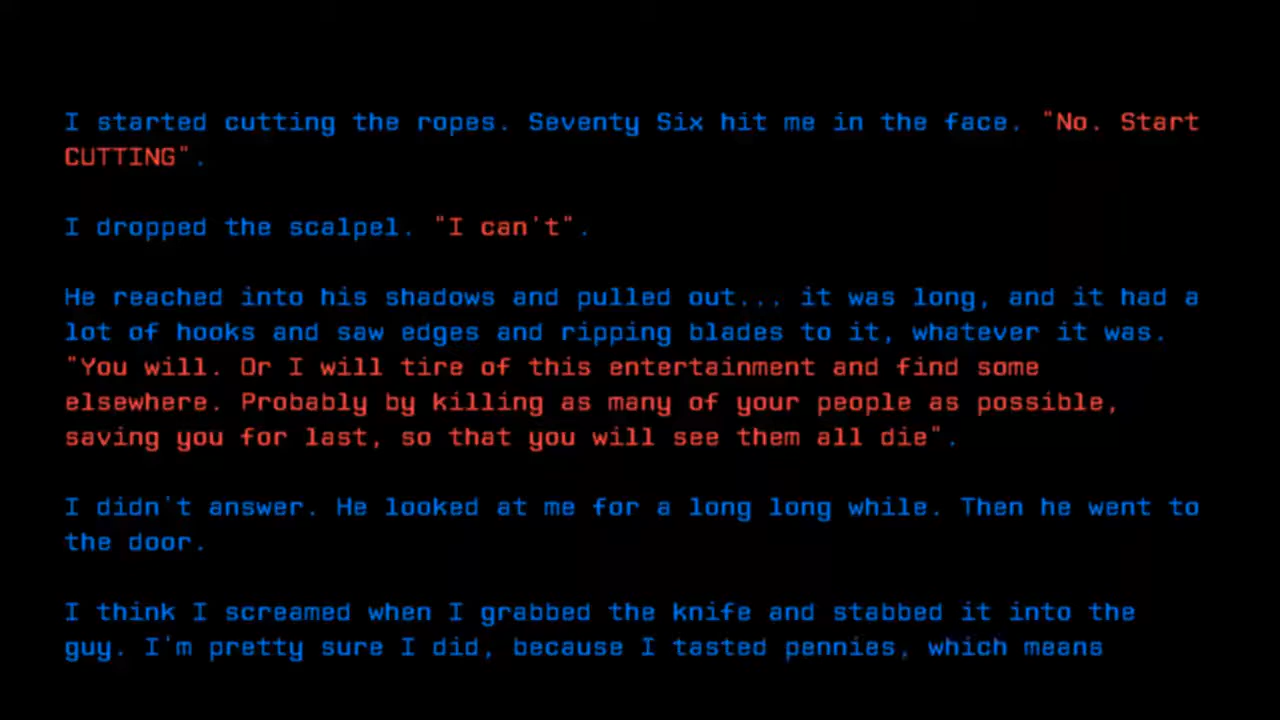 I started cutting the ropes. Seventy Six hit me in the face. "No. Start
CUTTING".
I dropped the scalpel. "I can't".
He reached into his shadows and pulled out... it was long, and it had a
lot of hooks and saw edges and ripping blades to it, whatever it was.
"You will. Or I will tire of this entertainment and find some
elsewhere. Probably by killing as many of your people as possible,
saving you for last, so that you will see them all die".
I didn't answer. He looked at me for a long long while. Then he went to
the door.
I think I screamed when I grabbed the knife and stabbed it into the
guy. I'm pretty sure I did, because I tasted pennies, which means